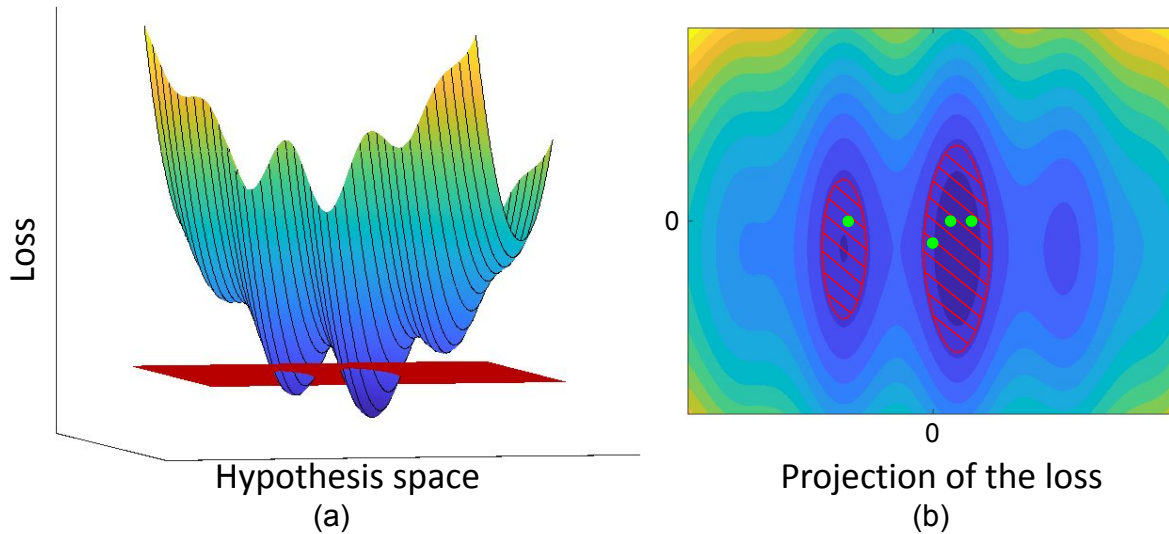 Loss
Hypothesis space
(a)
0
0
Projection of the loss
(b)